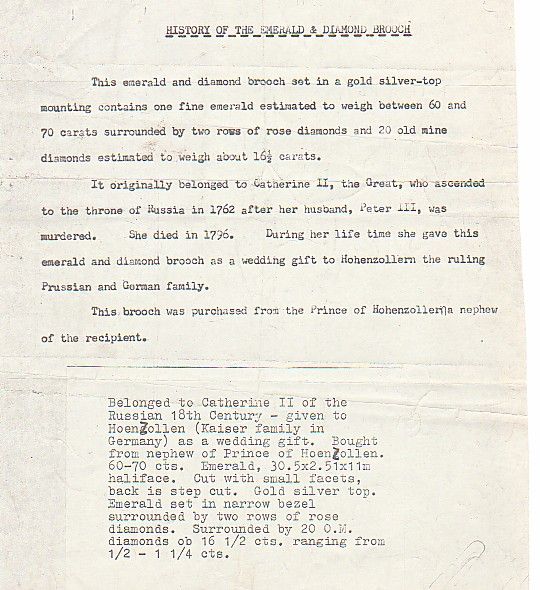 HISTORY OF THE EMERALD & DIAMOND BROOCH
This emerald and diamond brooch set in a gold silver-top
mounting contains one fine emerald estimated to weigh between 60 and
70 carats surrounded by two rows of rose diamonds and 20 old mine
diamonds estimated to weigh about 16½ carats.
It originally belonged to Catherine II, the Great, who ascended
to the throne of Russia in 1762 after her husband, Peter III, was
murdered. She died in 1796. During her life time she gave this
emerald and diamond brooch as a wedding gift to Hohenzollern the ruling
Prussian and German family.
This brooch was purchased from the Prince of Hohenzollern a nephew
of the recipient.
Belonged to Catherine II of the
Russian 18th Century - given to
HoenZollen (Kaiser family in
Germany) as a wedding gift. Bought
from nephew of Prince of HoenZollen.
60-70 cts. Emerald, 30.5x2.51x11m
haliface. Cut with small facets,
back is step cut. Gold silver top.
Emerald set in narrow bezel
surrounded by two rows of rose
diamonds. Surrounded by 20 O.M.
diamonds ob 16 1/2 cts. ranging from
1/2 - 1 1/4 cts.